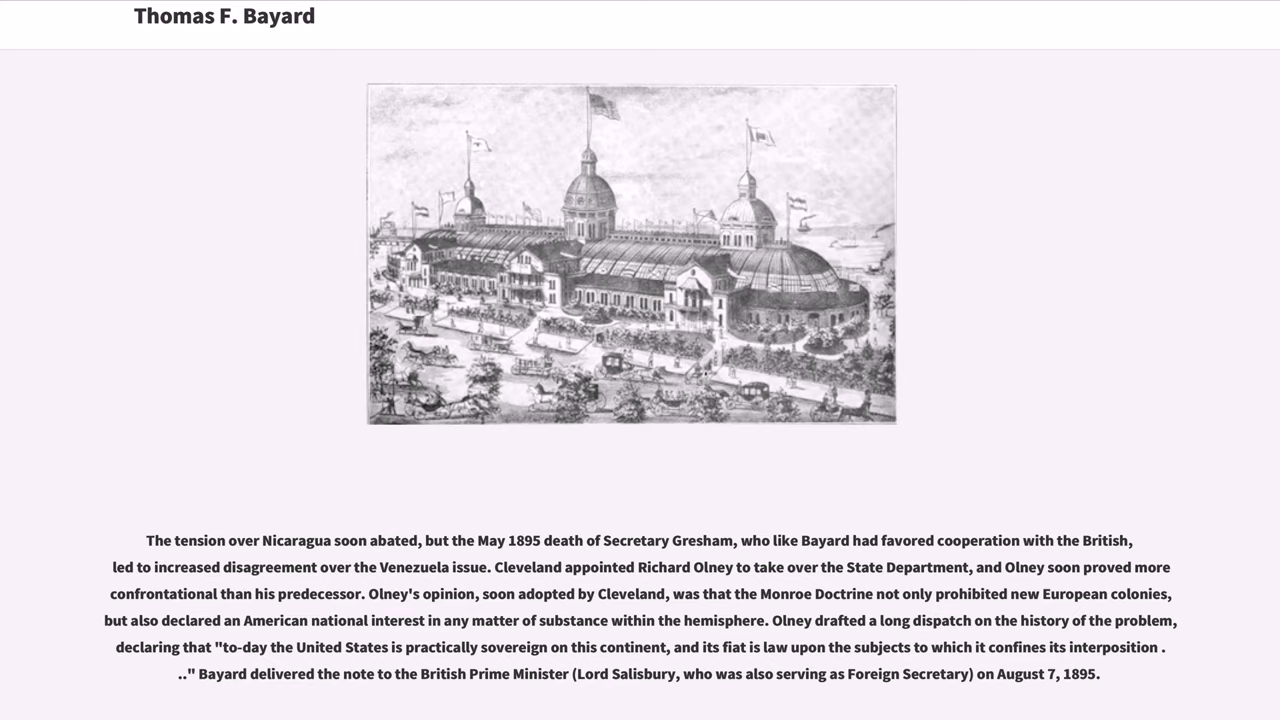 Thomas F. Bayard
The tension over Nicaragua soon abated, but the May 1895 death of Secretary Gresham, who like Bayard had favored cooperation with the British,
led to increased disagreement over the Venezuela issue. Cleveland appointed Richard Olney to take over the State Department, and Olney soon proved more
confrontational than his predecessor. Olney's opinion, soon adopted by Cleveland, was that the Monroe Doctrine not only prohibited new European colonies,
but also declared an American national interest in any matter of substance within the hemisphere. Olney drafted a long dispatch on the history of the problem,
declaring that "to-day the United States is practically sovereign on this continent, and its fiat is law upon the subjects to which it confines its interposition .
.." Bayard delivered the note to the British Prime Minister (Lord Salisbury, who was also serving as Foreign Secretary) on August 7, 1895.